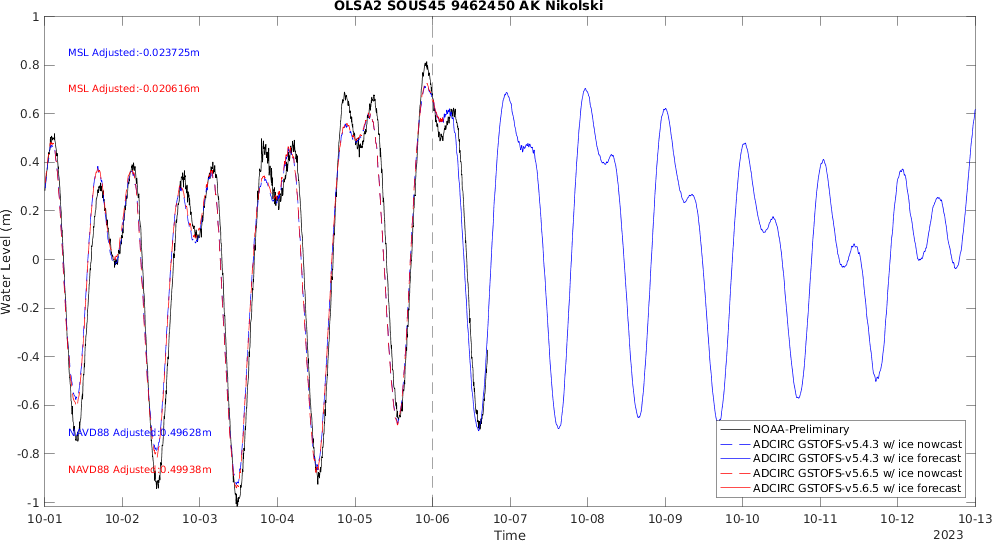 OLSA2 SOUS45 9462450 AK Nikolski
1
0.8
0.6
0.4
0.2
0
-0.2
-0.4
-0.6
-0.8
-1
Water Level (m)
MSL Adjusted:-0.023725m
MSL Adjusted:-0.020616m
NAVD88 Adjusted:0.49628m
NAVD88 Adjusted:0.49938m
NOAA-Preliminary
ADCIRC GSTOFS-v5.4.3 w/ ice nowcast
ADCIRC GSTOFS-v5.4.3 w/ ice forecast
ADCIRC GSTOFS-v5.6.5 w/ ice nowcast
ADCIRC GSTOFS-v5.6.5 w/ ice forecast
10-01 10-02 10-03 10-04 10-05 10-06 10-07 10-08 10-09 10-10 10-11 10-12 10-13
Time
2023